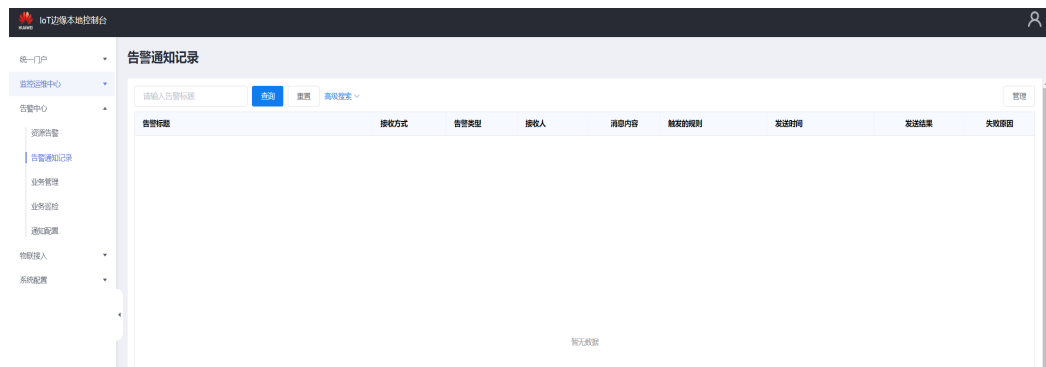 HUAWEI IoT边缘本地控制台
统一门户
监控运维中心
告警中心
资源告警
告警通知记录
业务管理
业务巡检
通知配置
物联接入
系统配置
告警通知记录
请输入告警标题 查询 重置 高级搜索 管理
告警标题 接收方式 告警类型 接收人 消息内容 触发的规则 发送时间 发送结果 失败原因
暂无数据